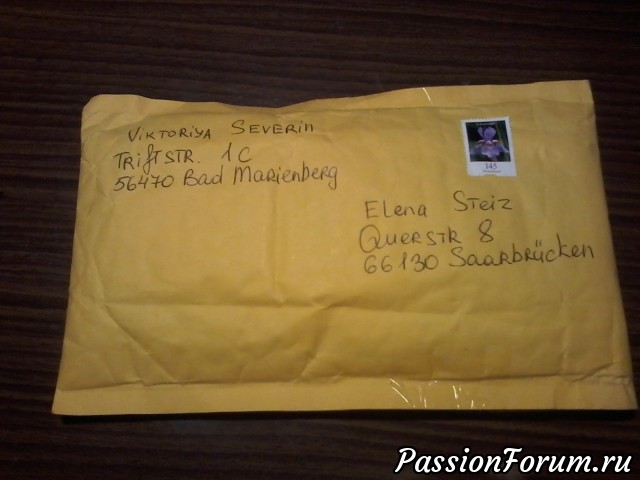 Viktoriya Severin
Triftstr. 1C
56470 Bad Marienberg
145
Elena Steiz
Querstr 8
66130 Saarbrücken
PassionForum.ru